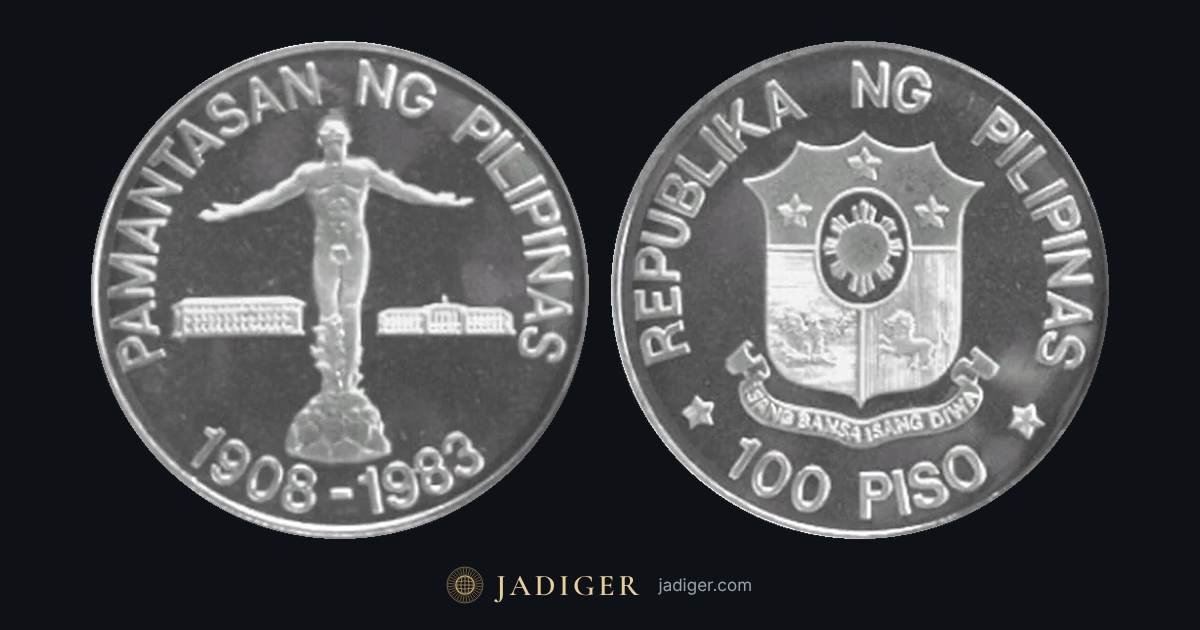 PAMANTASAN NG PILIPINAS
1908-1983
REPUBLIKA NG PILIPINAS
ISANG BANSA ISANG DIWA
100 PISO
JADIGER jadiger.com